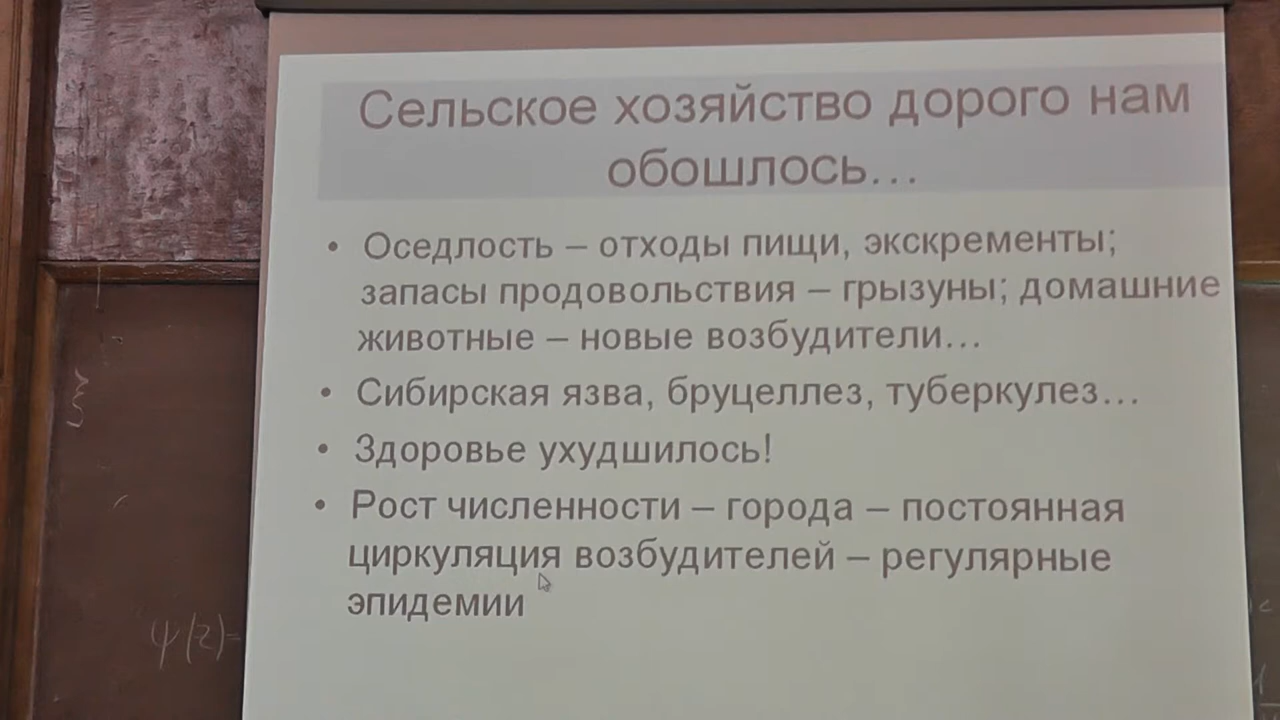 Сельское хозяйство дорого нам
обошлось…
• Оседлость – отходы пищи, экскременты;
запасы продовольствия – грызуны; домашние
животные – новые возбудители…
• Сибирская язва, бруцеллез, туберкулез…
• Здоровье ухудшилось!
• Рост численности – города – постоянная
циркуляция возбудителей – регулярные
эпидемии
ψ(z)=